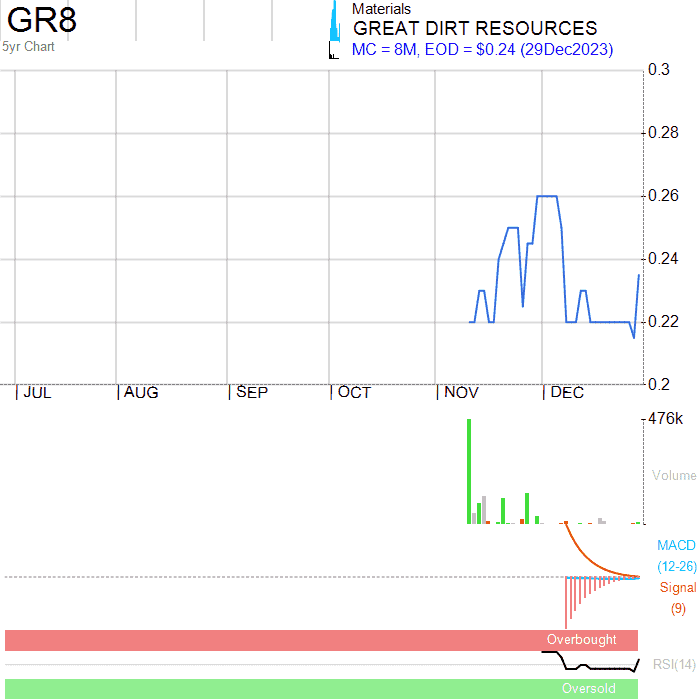 GR8
5yr Chart
Materials
GREAT DIRT RESOURCES
MC = 8M, EOD = $0.24 (29Dec2023)
0.3
0.28
0.26
0.24
0.22
0.2
JUL AUG SEP OCT NOV DEC
476k
Volume
MACD
(12-26)
Signal
(9)
Overbought
RSI(14)
Oversold